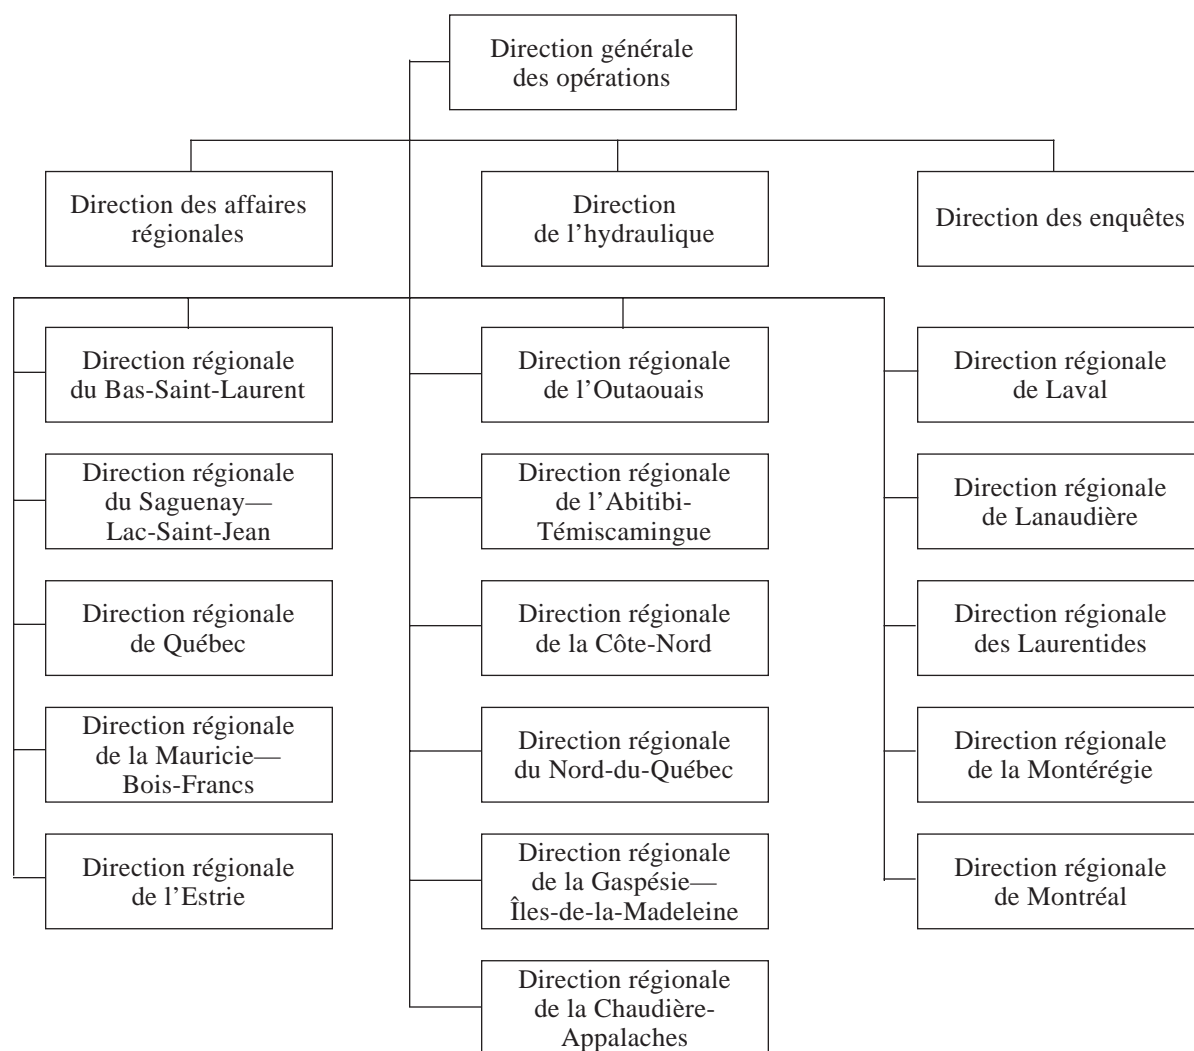 Direction générale
des opérations
Direction des affaires
régionales
Direction
de l’hydraulique
Direction des enquêtes
Direction régionale
du Bas-Saint-Laurent
Direction régionale
du Saguenay—
Lac-Saint-Jean
Direction régionale
de Québec
Direction régionale
de la Mauricie—
Bois-Francs
Direction régionale
de l’Estrie
Direction régionale
de l’Outaouais
Direction régionale
de l’Abitibi-
Témiscamingue
Direction régionale
de la Côte-Nord
Direction régionale
du Nord-du-Québec
Direction régionale
de la Gaspésie—
Îles-de-la-Madeleine
Direction régionale
de la Chaudière-
Appalaches
Direction régionale
de Laval
Direction régionale
de Lanaudière
Direction régionale
des Laurentides
Direction régionale
de la Montérégie
Direction régionale
de Montréal